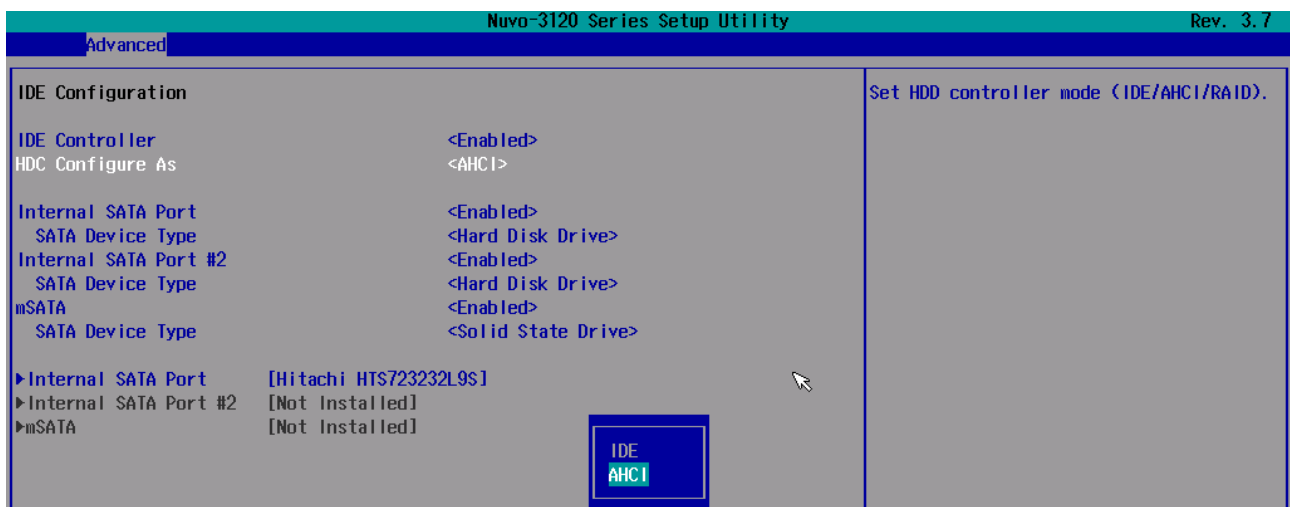 Nuvo-3120 Series Setup Utility Rev. 3.7
Advanced
IDE Configuration Set HDD controller mode (IDE/AHCI/RAID).
IDE Controller <Enabled>
HDC Configure As <AHCI>
Internal SATA Port <Enabled>
SATA Device Type <Hard Disk Drive>
Internal SATA Port #2 <Enabled>
SATA Device Type <Hard Disk Drive>
mSATA <Enabled>
SATA Device Type <Solid State Drive>
►Internal SATA Port [Hitachi HTS723232L9S]
►Internal SATA Port #2 [Not Installed]
►mSATA [Not Installed]
IDE
AHCI